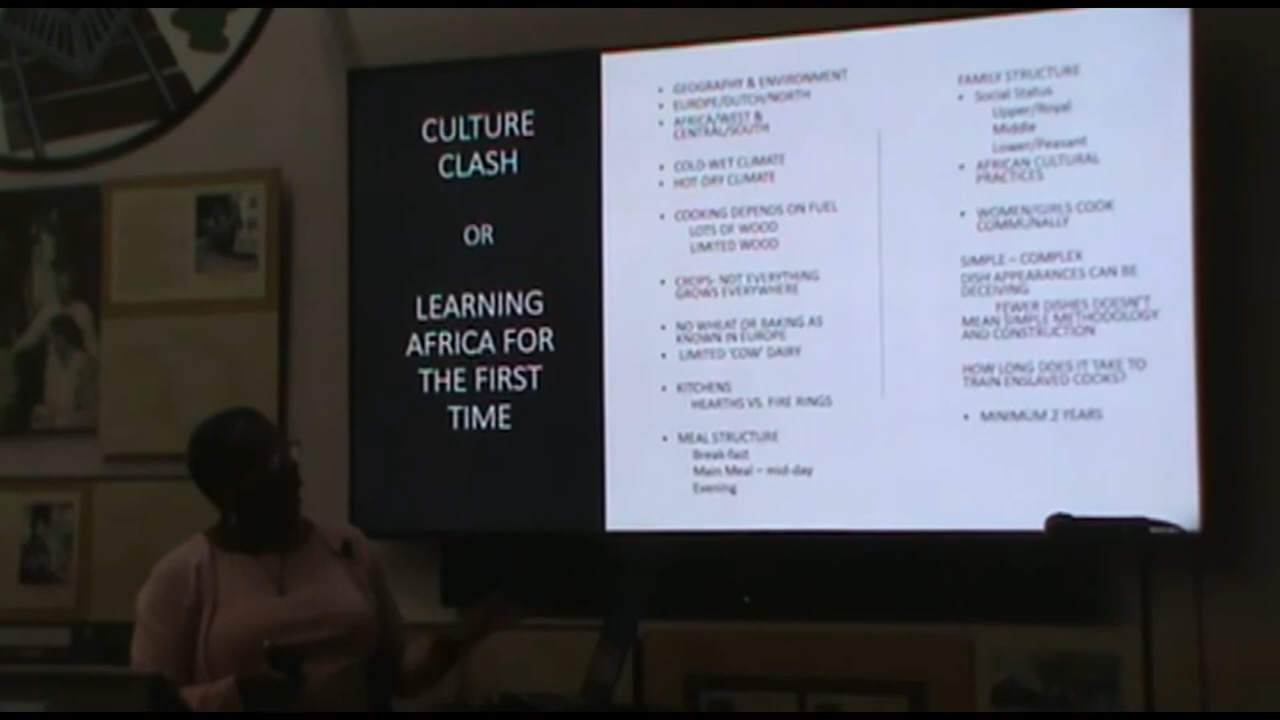 CULTURE
CLASH
OR
LEARNING
AFRICA FOR
THE FIRST
TIME
• GEOGRAPHY & ENVIRONMENT
• EUROPE/DUTCH/NORTH
• AFRICA/WEST &
CENTRAL/SOUTH
• COLD-WET CLIMATE
• HOT-DRY CLIMATE
• COOKING DEPENDS ON FUEL
LOTS OF WOOD
LIMITED WOOD
• CROPS- NOT EVERYTHING
GROWS EVERYWHERE
• NO WHEAT OR BAKING AS
KNOWN IN EUROPE
• LIMITED 'COW' DAIRY
• KITCHENS
HEARTHS VS. FIRE RINGS
• MEAL STRUCTURE
Break-fast
Main Meal – mid-day
Evening
FAMILY STRUCTURE
• Social Status
Upper/Royal
Middle
Lower/Peasant
• AFRICAN CULTURAL
PRACTICES
• WOMEN/GIRLS COOK
COMMUNALLY
SIMPLE – COMPLEX
DISH APPEARANCES CAN BE
DECEIVING
FEWER DISHES DOESN'T
MEAN SIMPLE METHODOLOGY
AND CONSTRUCTION
HOW LONG DOES IT TAKE TO
TRAIN ENSLAVED COOKS?
• MINIMUM 2 YEARS